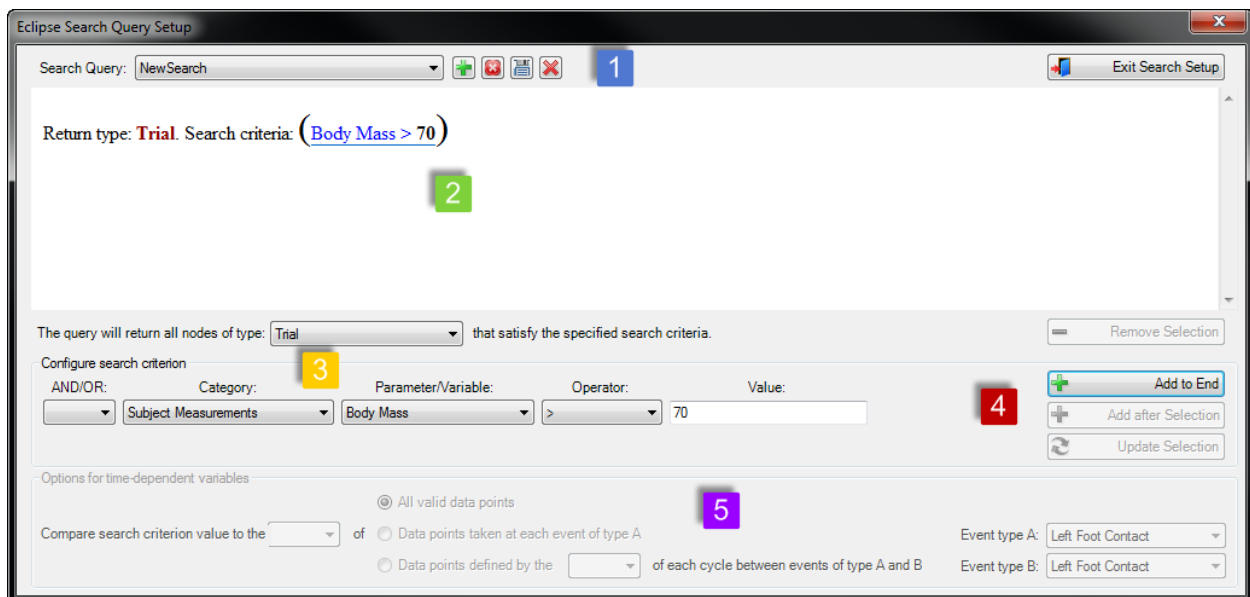 Eclipse Search Query Setup
x
Search Query: NewSearch 1 Exit Search Setup
Return type: Trial. Search criteria: (Body Mass > 70)
2
The query will return all nodes of type: Trial that satisfy the specified search criteria. Remove Selection
Configure search criterion
3
AND/OR: Category: Parameter/Variable: Operator: Value:
Subject Measurements Body Mass > 70
4
Add to End
Add after Selection
Update Selection
Options for time-dependent variables
All valid data points
5
Compare search criterion value to the of Data points taken at each event of type A Event type A: Left Foot Contact
Data points defined by the of each cycle between events of type A and B Event type B: Left Foot Contact